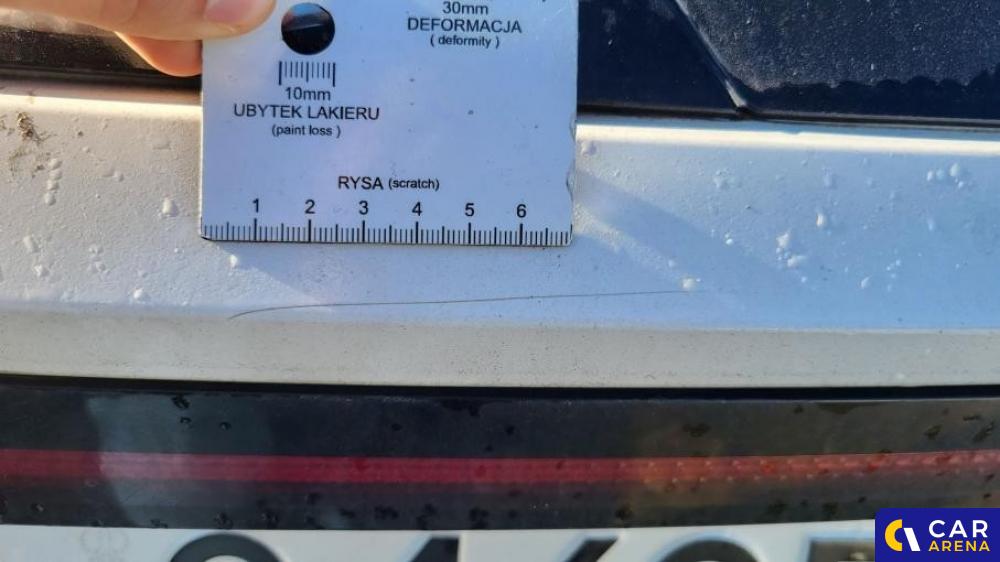 30mm
DEFORMACJA
( deformity )
10mm
UBYTEK LAKIERU
(paint loss )
RYSA (scratch)
1 2 3 4 5 6
CAR
ARENA